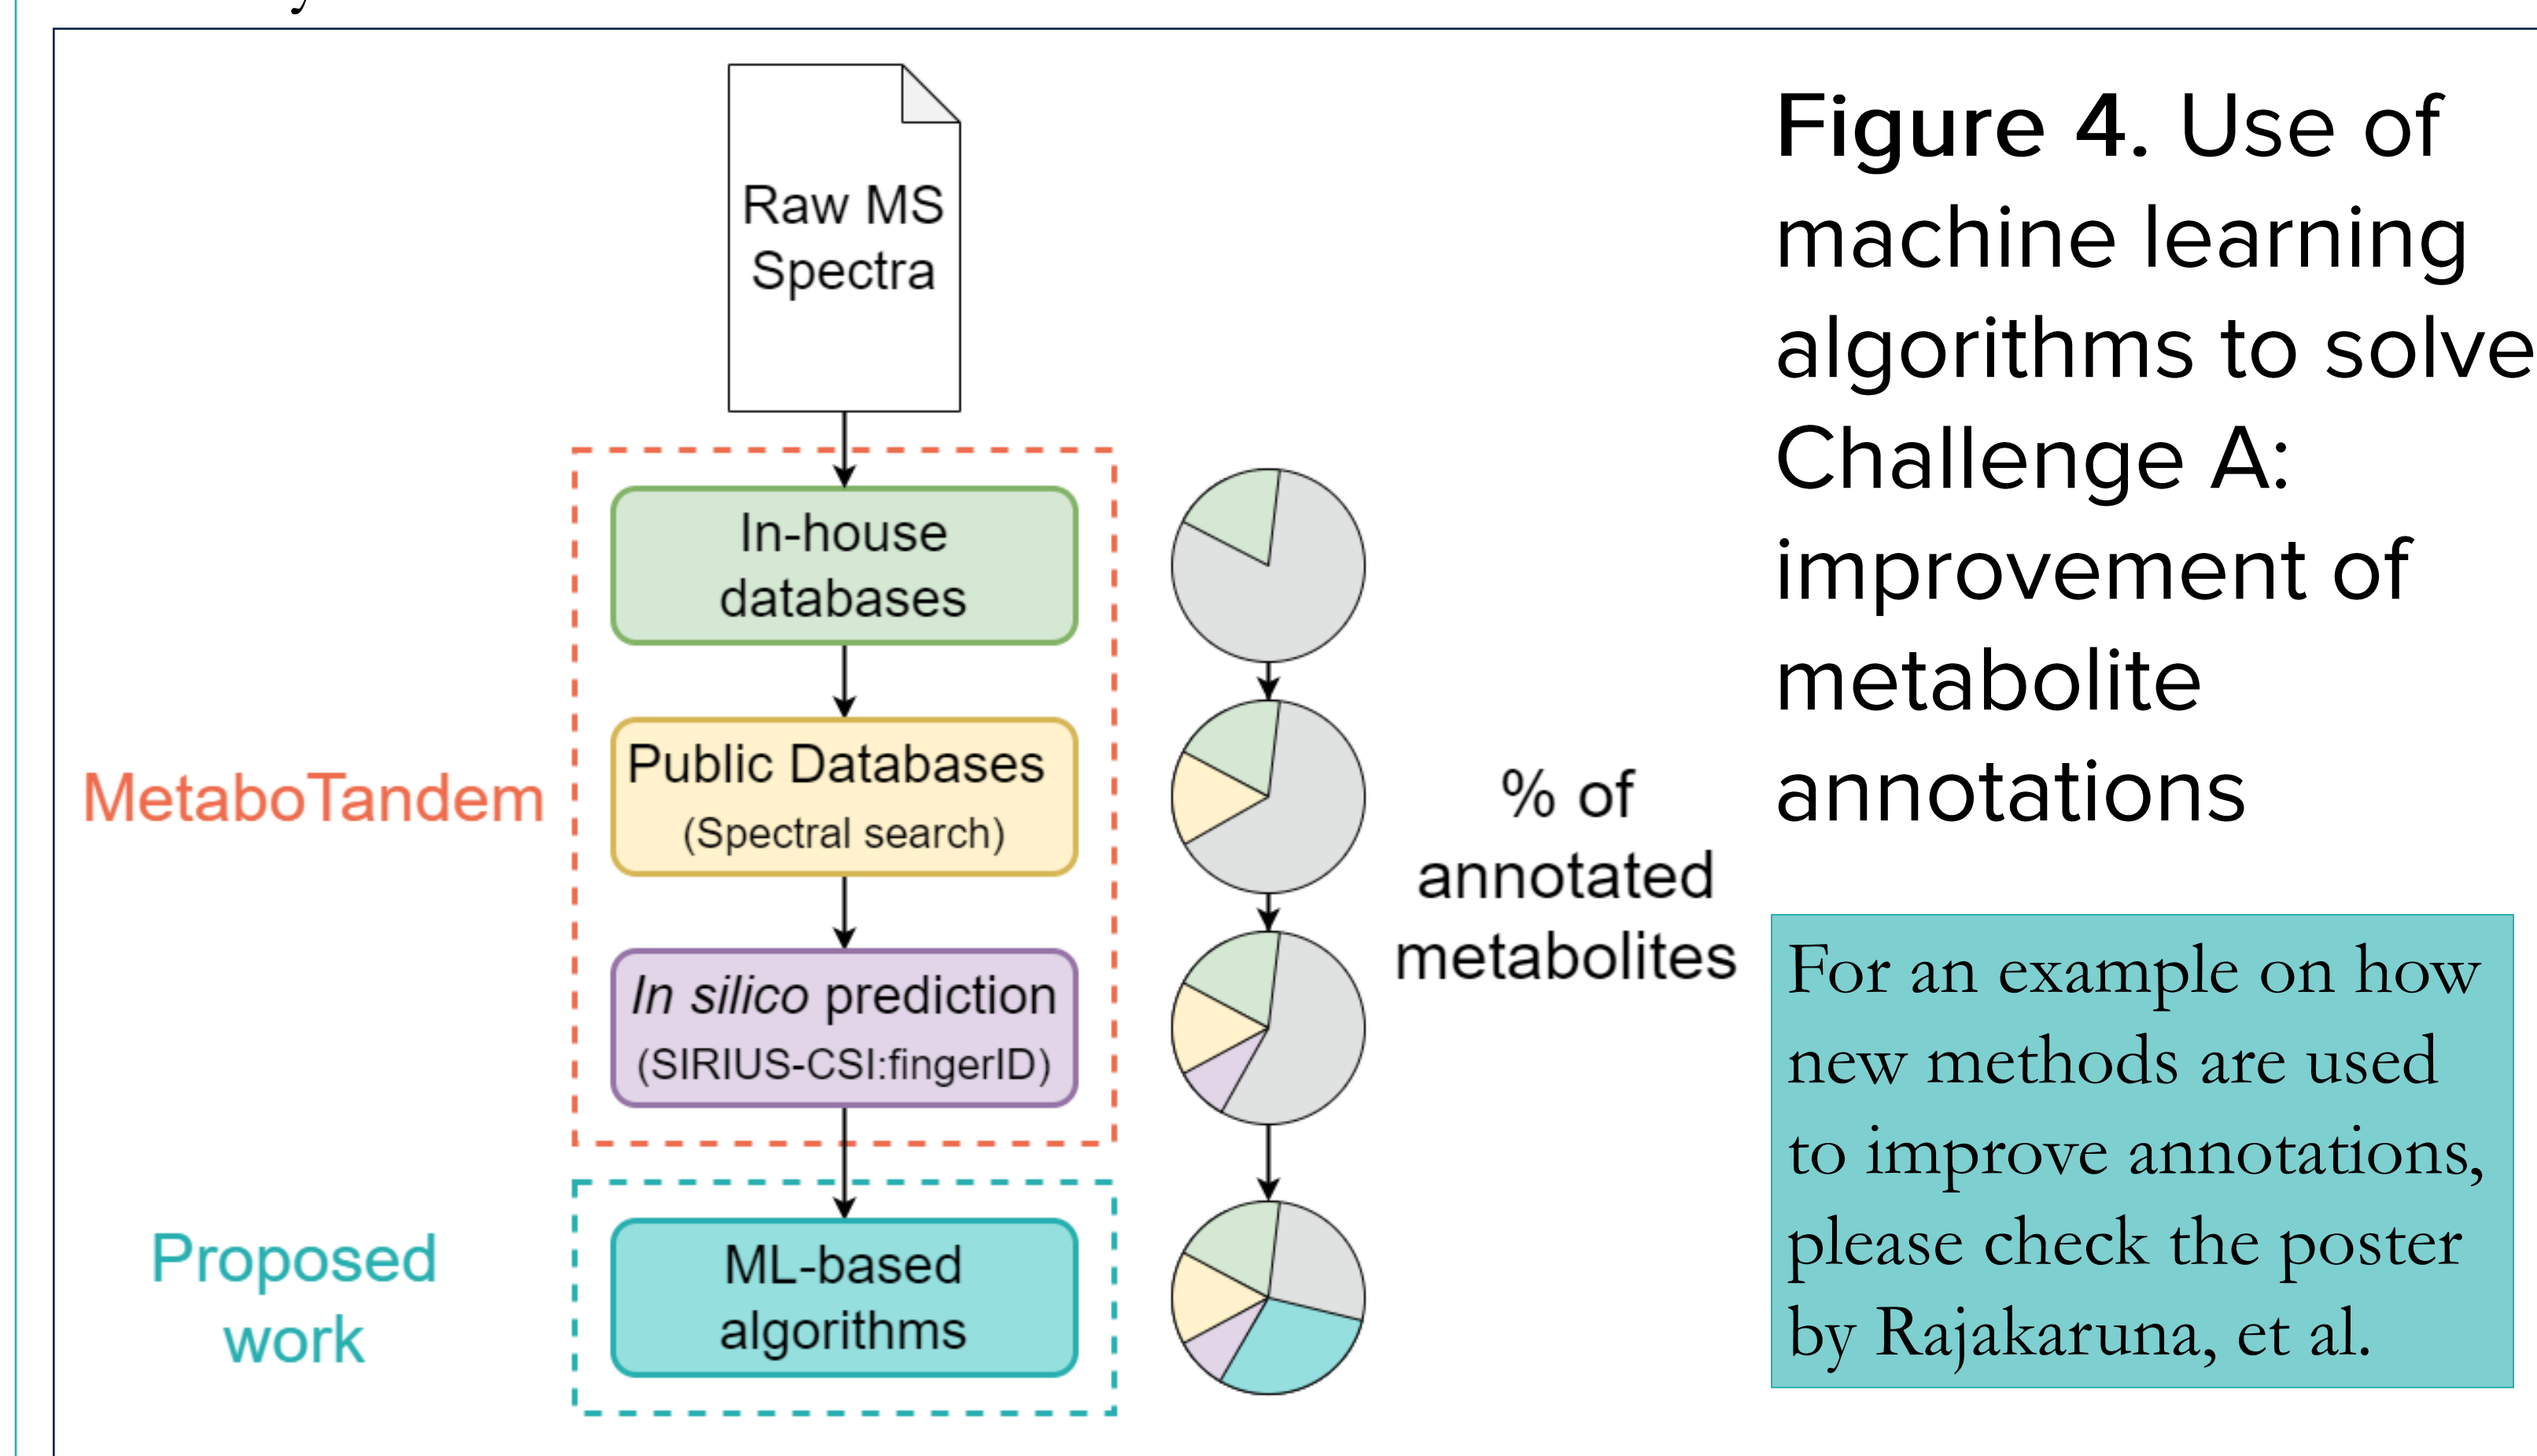 Raw MS
Spectra
In-house
databases
Public Databases
(Spectral search)
In silico prediction
(SIRIUS-CSI:fingerID)
ML-based
algorithms
MetaboTandem
Proposed
work
% of
annotated
metabolites
Figure 4. Use of
machine learning
algorithms to solve
Challenge A:
improvement of
metabolite
annotations
For an example on how
new methods are used
to improve annotations,
please check the poster
by Rajakaruna, et al.